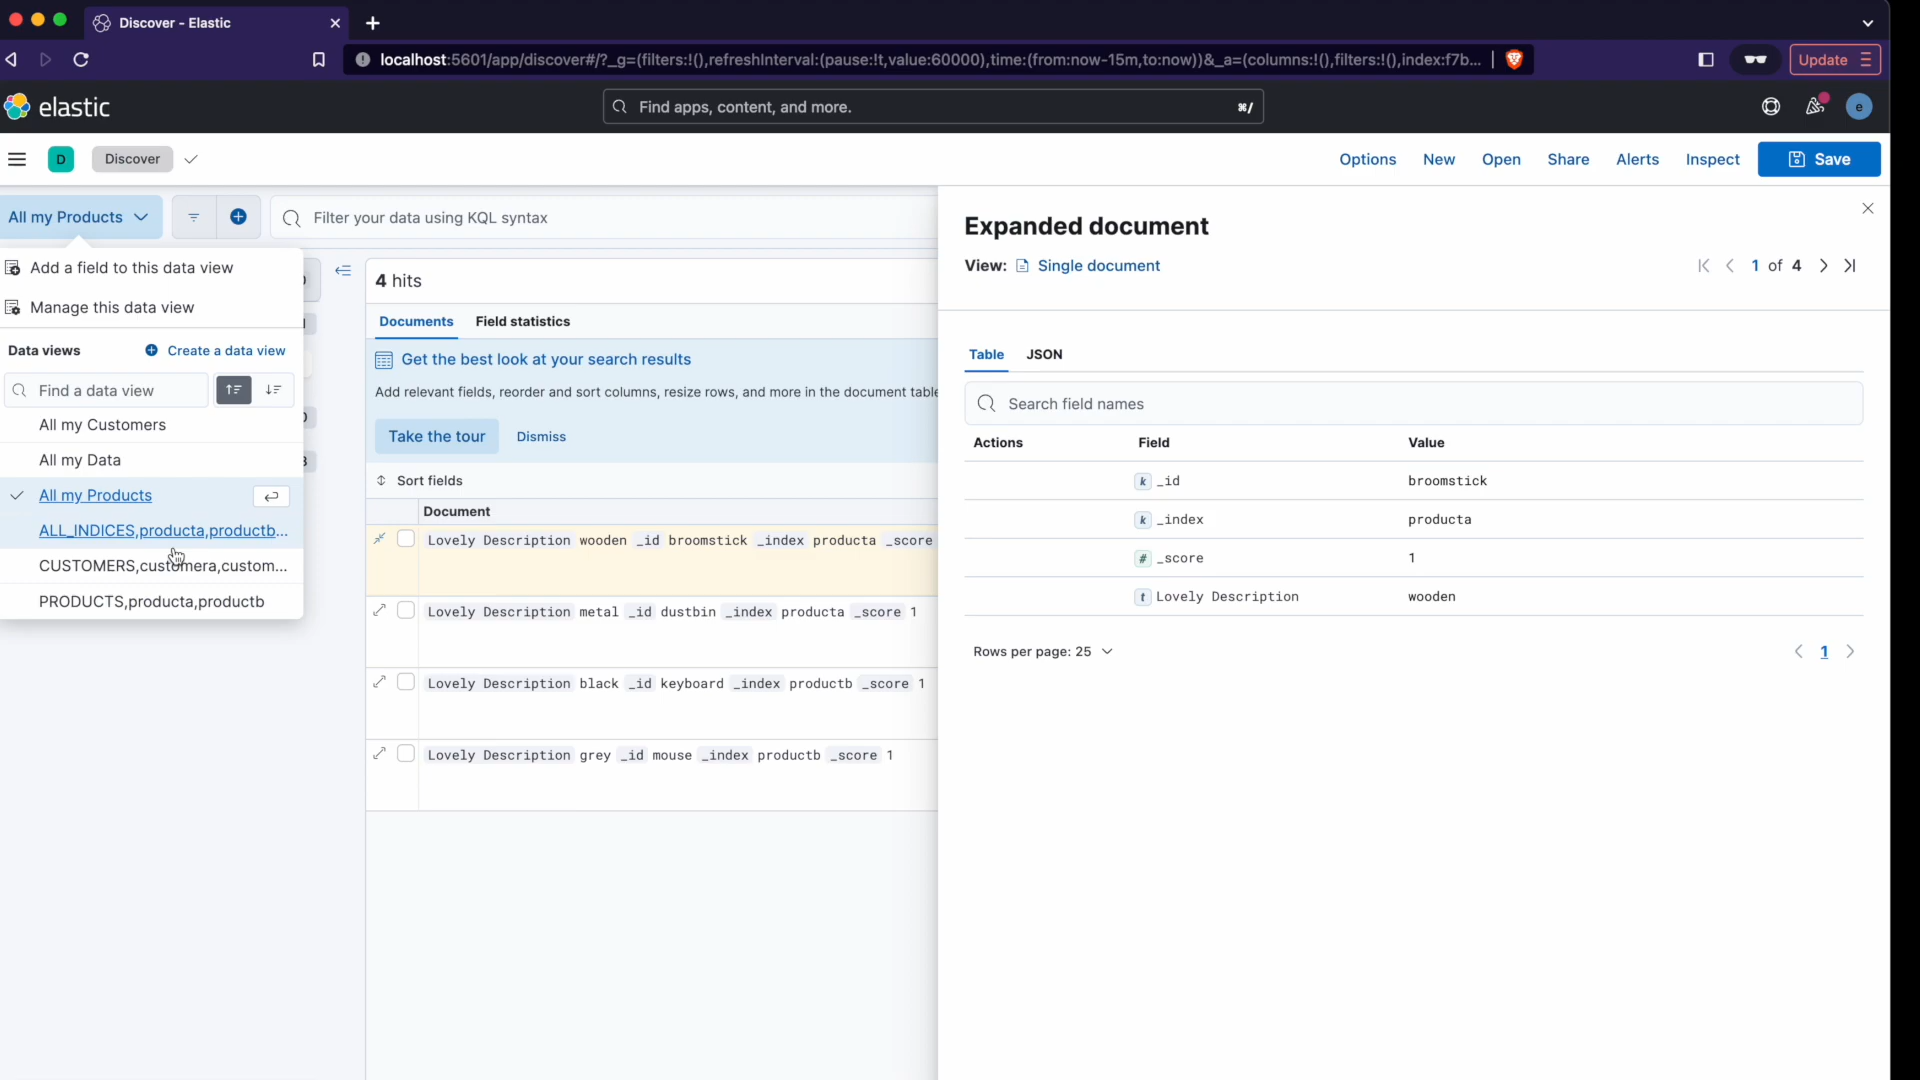 Discover - Elastic
localhost:5601/app/discover#/?_g=(filters:!(),refreshInterval:(pause:!t,value:60000),time:(from:now-15m,to:now))&_a=(columns:!(),filters:!(),index:f7b...
Update
elastic
Find apps, content, and more.
⌘/
e
D
Discover
Options
New
Open
Share
Alerts
Inspect
Save
All my Products
Filter your data using KQL syntax
Add a field to this data view
Manage this data view
Data views
Create a data view
Find a data view
All my Customers
All my Data
All my Products
ALL_INDICES,producta,productb...
CUSTOMERS,customera,custom...
PRODUCTS,producta,productb
4 hits
Documents
Field statistics
Get the best look at your search results
Add relevant fields, reorder and sort columns, resize rows, and more in the document table
Take the tour
Dismiss
Sort fields
Document
Lovely Description wooden _id broomstick _index producta _score
Lovely Description metal _id dustbin _index producta _score 1
Lovely Description black _id keyboard _index productb _score 1
Lovely Description grey _id mouse _index productb _score 1
Expanded document
View: Single document
1 of 4
Table
JSON
Search field names
Actions Field Value
k _id broomstick
k _index producta
# _score 1
t Lovely Description wooden
Rows per page: 25
1